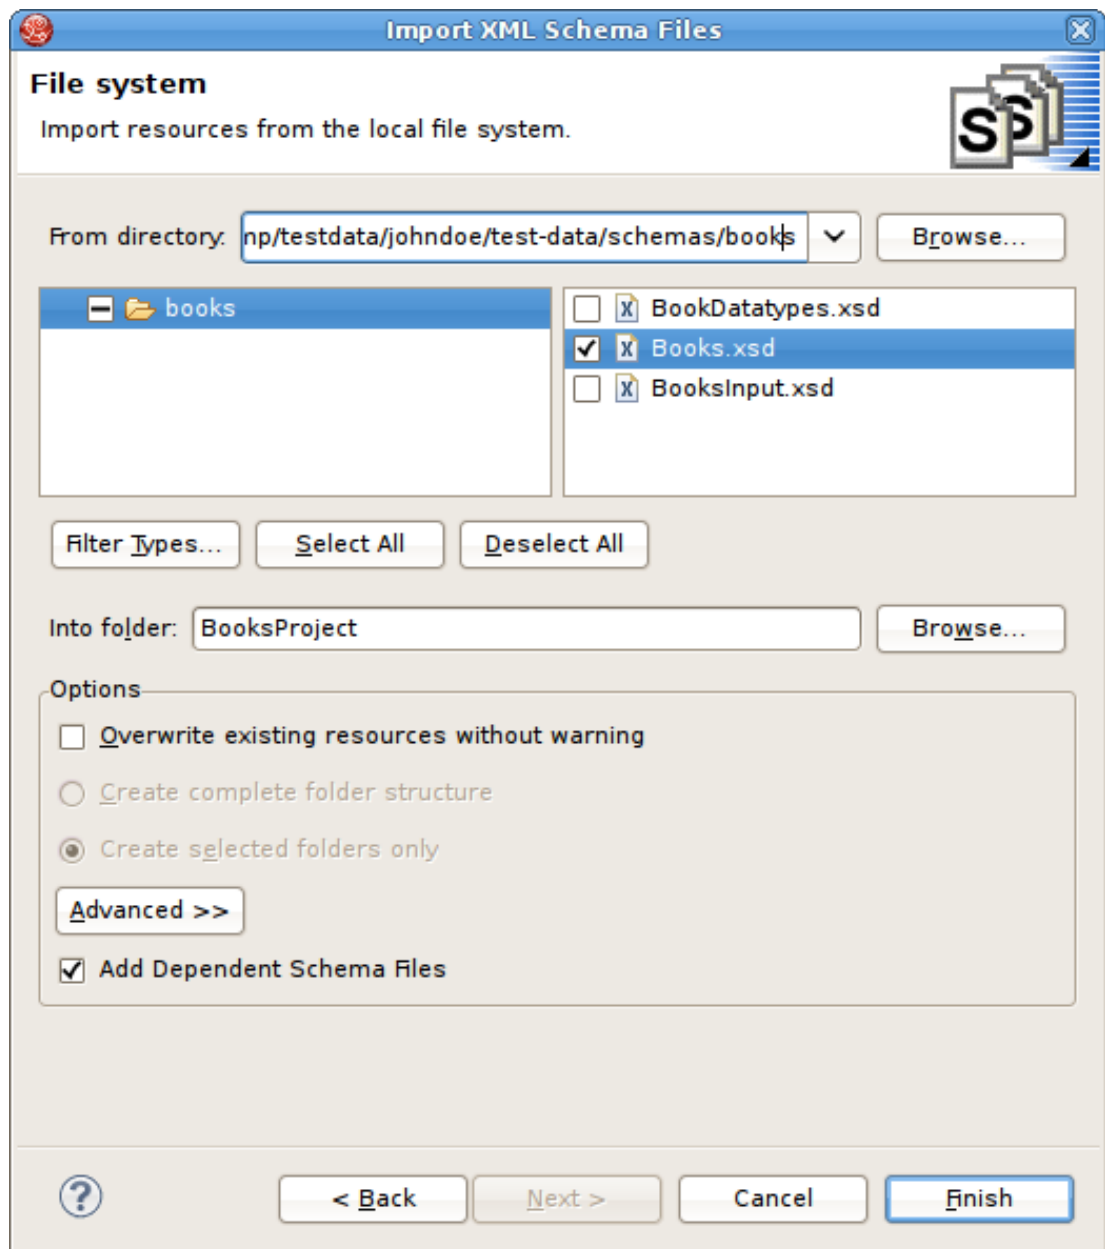 Import XML Schema Files
File system
Import resources from the local file system.
S S
From directory: np/testdata/johndoe/test-data/schemas/books Browse...
books
X BookDatatypes.xsd
X Books.xsd
X BooksInput.xsd
Filter Types... Select All Deselect All
Into folder: BooksProject Browse...
Options
Overwrite existing resources without warning
Create complete folder structure
Create selected folders only
Advanced >>
Add Dependent Schema Files
? < Back Next > Cancel Finish